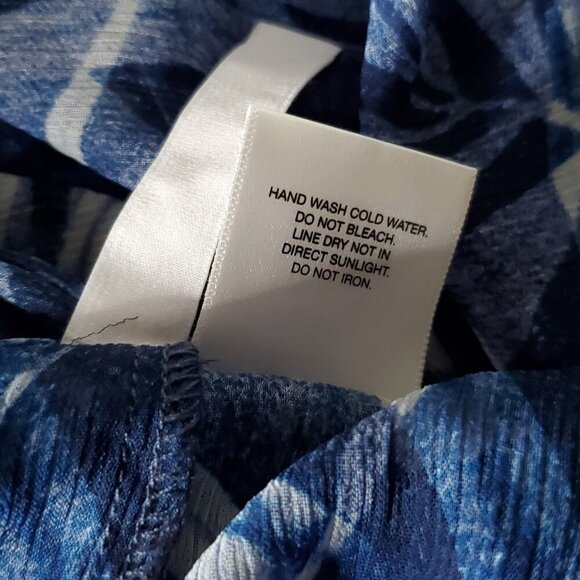 HAND WASH COLD WATER.
DO NOT BLEACH.
LINE DRY NOT IN
DIRECT SUNLIGHT.
DO NOT IRON.